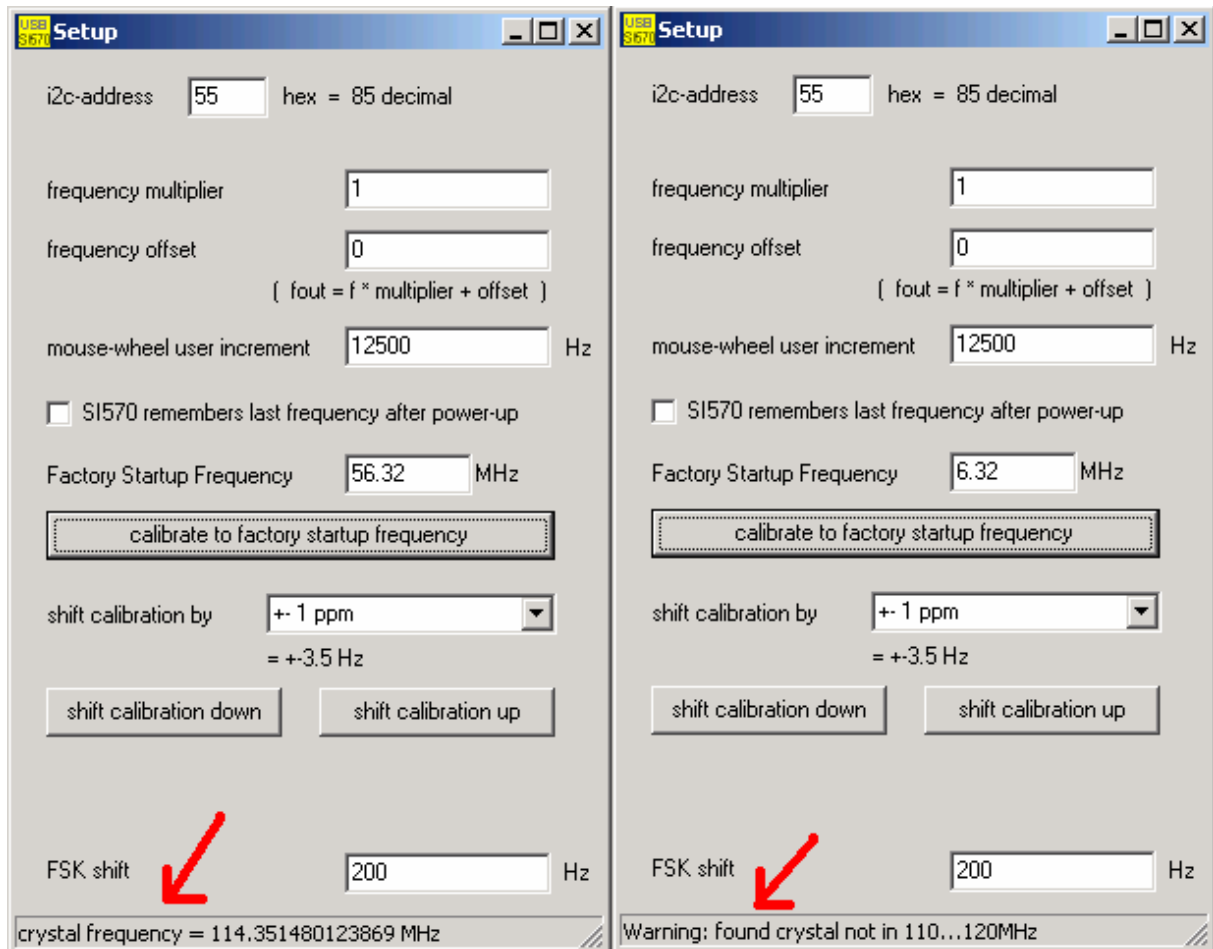 USB SI570 Setup
i2c-address 55 hex = 85 decimal
frequency multiplier 1
frequency offset 0
( fout = f * multiplier + offset )
mouse-wheel user increment 12500 Hz
SI570 remembers last frequency after power-up
Factory Startup Frequency 56.32 MHz
calibrate to factory startup frequency
shift calibration by +- 1 ppm
= +-3.5 Hz
shift calibration down shift calibration up
FSK shift 200 Hz
crystal frequency = 114.351480123869 MHz
USB SI570 Setup
i2c-address 55 hex = 85 decimal
frequency multiplier 1
frequency offset 0
( fout = f * multiplier + offset )
mouse-wheel user increment 12500 Hz
SI570 remembers last frequency after power-up
Factory Startup Frequency 6.32 MHz
calibrate to factory startup frequency
shift calibration by +- 1 ppm
= +-3.5 Hz
shift calibration down shift calibration up
FSK shift 200 Hz
Warning: found crystal not in 110...120MHz